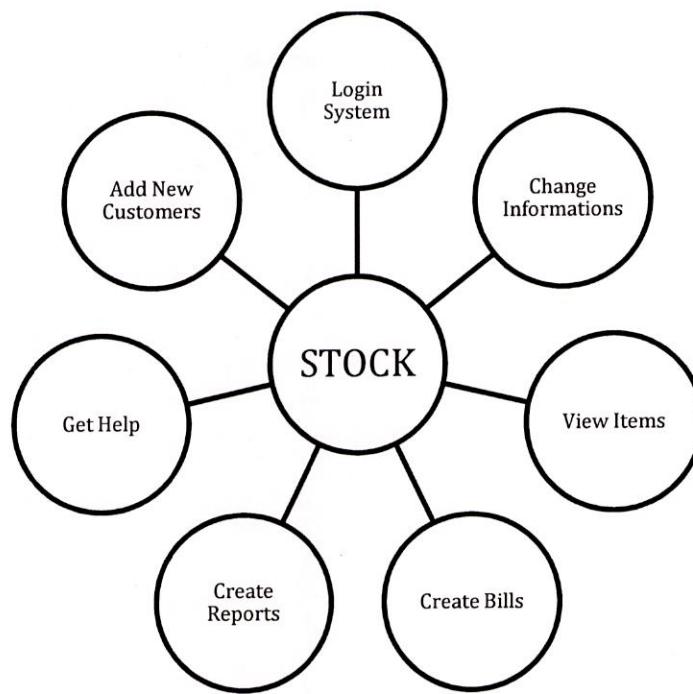 Login
System
Add New
Customers
Change
Informations
STOCK
Get Help
View Items
Create
Reports
Create Bills